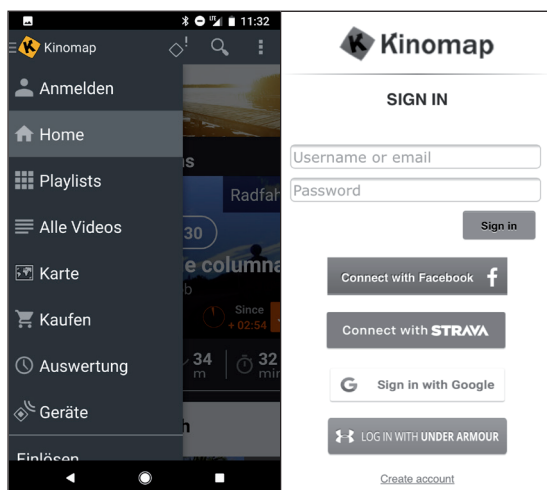 11:32
Kinomap
Anmelden
Home
Playlists
Alle Videos
Karte
Kaufen
Auswertung
Geräte
Einlösen
Radfah
30
e columna
Since
+ 02:54
34
m
32
min
h
Kinomap
SIGN IN
Username or email
Password
Sign in
Connect with Facebook
Connect with STRAVA
Sign in with Google
LOG IN WITH UNDER ARMOUR
Create account